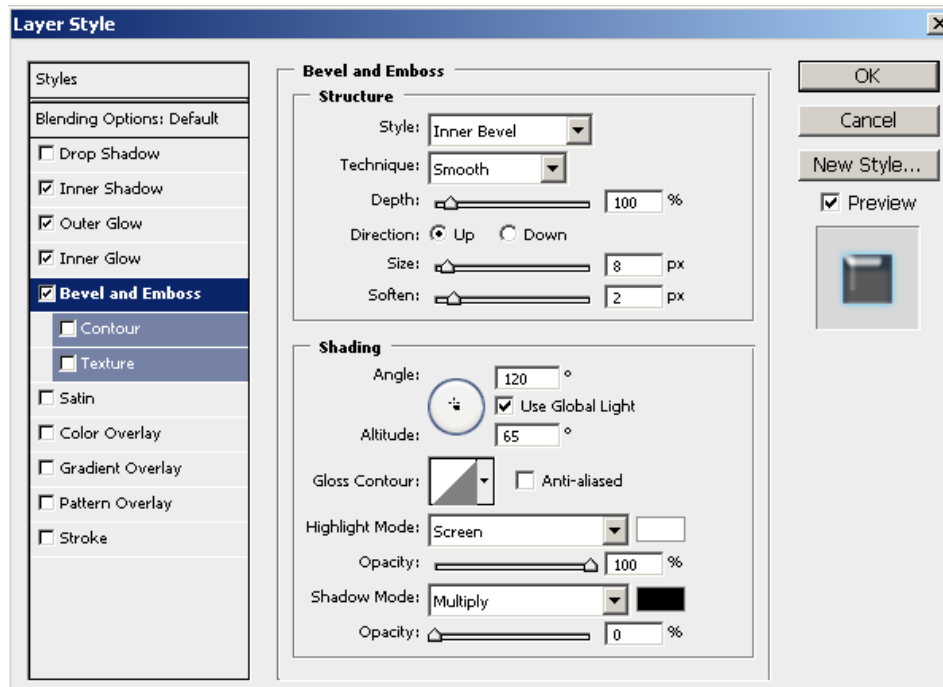 Layer Style
Styles
Blending Options: Default
Drop Shadow
Inner Shadow
Outer Glow
Inner Glow
Bevel and Emboss
Contour
Texture
Satin
Color Overlay
Gradient Overlay
Pattern Overlay
Stroke
Bevel and Emboss
Structure
Style: Inner Bevel
Technique: Smooth
Depth: 100 %
Direction: Up Down
Size: 8 px
Soften: 2 px
Shading
Angle: 120 °
Use Global Light
Altitude: 65 °
Gloss Contour: Anti-aliased
Highlight Mode: Screen
Opacity: 100 %
Shadow Mode: Multiply
Opacity: 0 %
OK
Cancel
New Style...
Preview